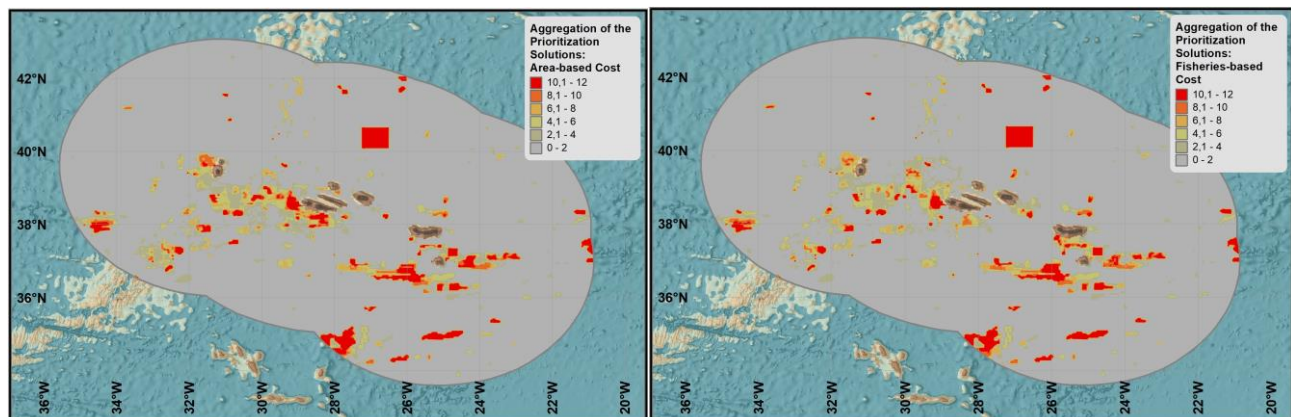 Aggregation of the
Prioritization
Solutions:
Area-based Cost
10,1 - 12
8,1 - 10
6,1 - 8
4,1 - 6
2,1 - 4
0 - 2
42°N
40°N
38°N
36°N
36°W
34°W
32°W
30°W
28°W
26°W
24°W
22°W
20°W
Aggregation of the
Prioritization
Solutions:
Fisheries-based
Cost
10,1 - 12
8,1 - 10
6,1 - 8
4,1 - 6
2,1 - 4
0 - 2
42°N
40°N
38°N
36°N
36°W
34°W
32°W
30°W
28°W
26°W
24°W
22°W
20°W